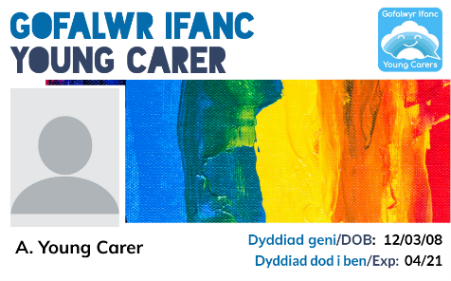 GOFALWR IFANC
YOUNG CARER
Gofalwyr Ifanc
Young Carers
A. Young Carer
Dyddiad geni/DOB: 12/03/08
Dyddiad dod i ben/Exp: 04/21